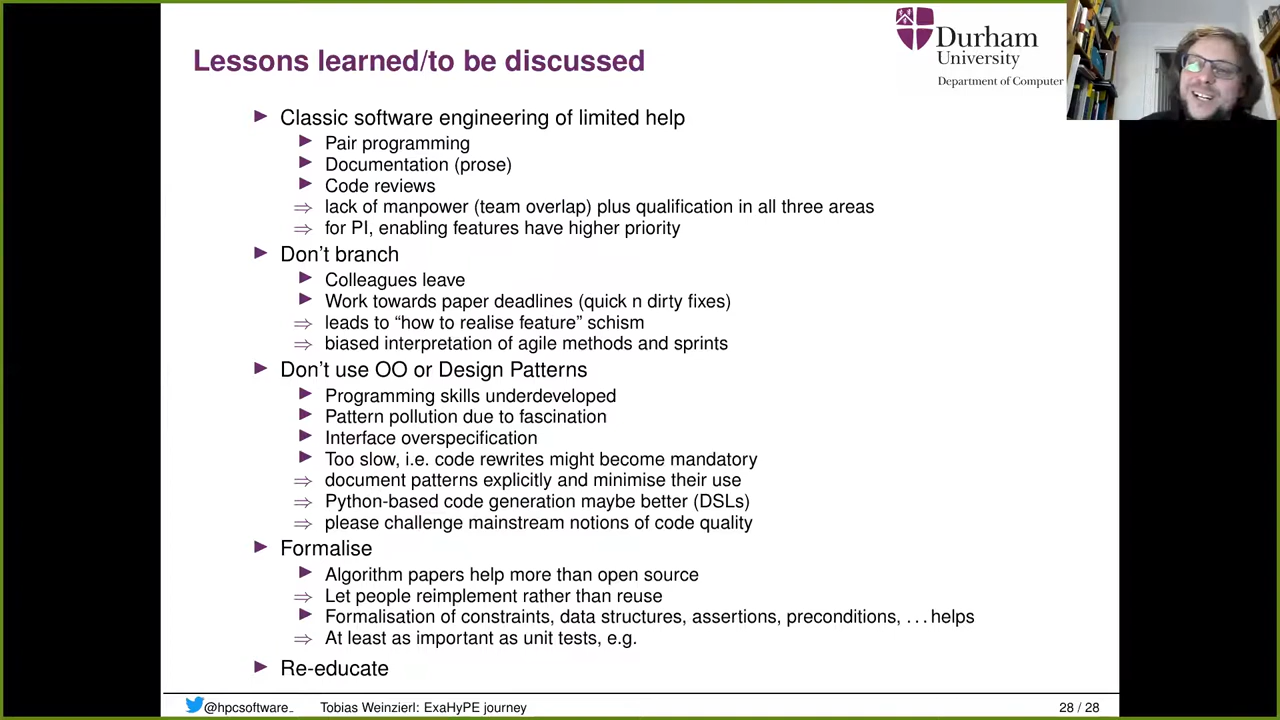 Lessons learned/to be discussed
Durham
University
Department of Computer
Classic software engineering of limited help
Pair programming
Documentation (prose)
Code reviews
⇒ lack of manpower (team overlap) plus qualification in all three areas
⇒ for PI, enabling features have higher priority
Don't branch
Colleagues leave
Work towards paper deadlines (quick n dirty fixes)
⇒ leads to “how to realise feature” schism
⇒ biased interpretation of agile methods and sprints
Don't use OO or Design Patterns
Programming skills underdeveloped
Pattern pollution due to fascination
Interface overspecification
Too slow, i.e. code rewrites might become mandatory
⇒ document patterns explicitly and minimise their use
⇒ Python-based code generation maybe better (DSLs)
⇒ please challenge mainstream notions of code quality
Formalise
Algorithm papers help more than open source
⇒ Let people reimplement rather than reuse
Formalisation of constraints, data structures, assertions, preconditions, ... helps
⇒ At least as important as unit tests, e.g.
Re-educate
@hpcsoftware_ Tobias Weinzierl: ExaHyPE journey 28 / 28